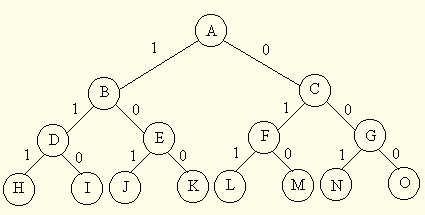 A
1 0
B C
1 0 1 0
D E F G
1 0 1 0 1 0 1 0
H I J K L M N O